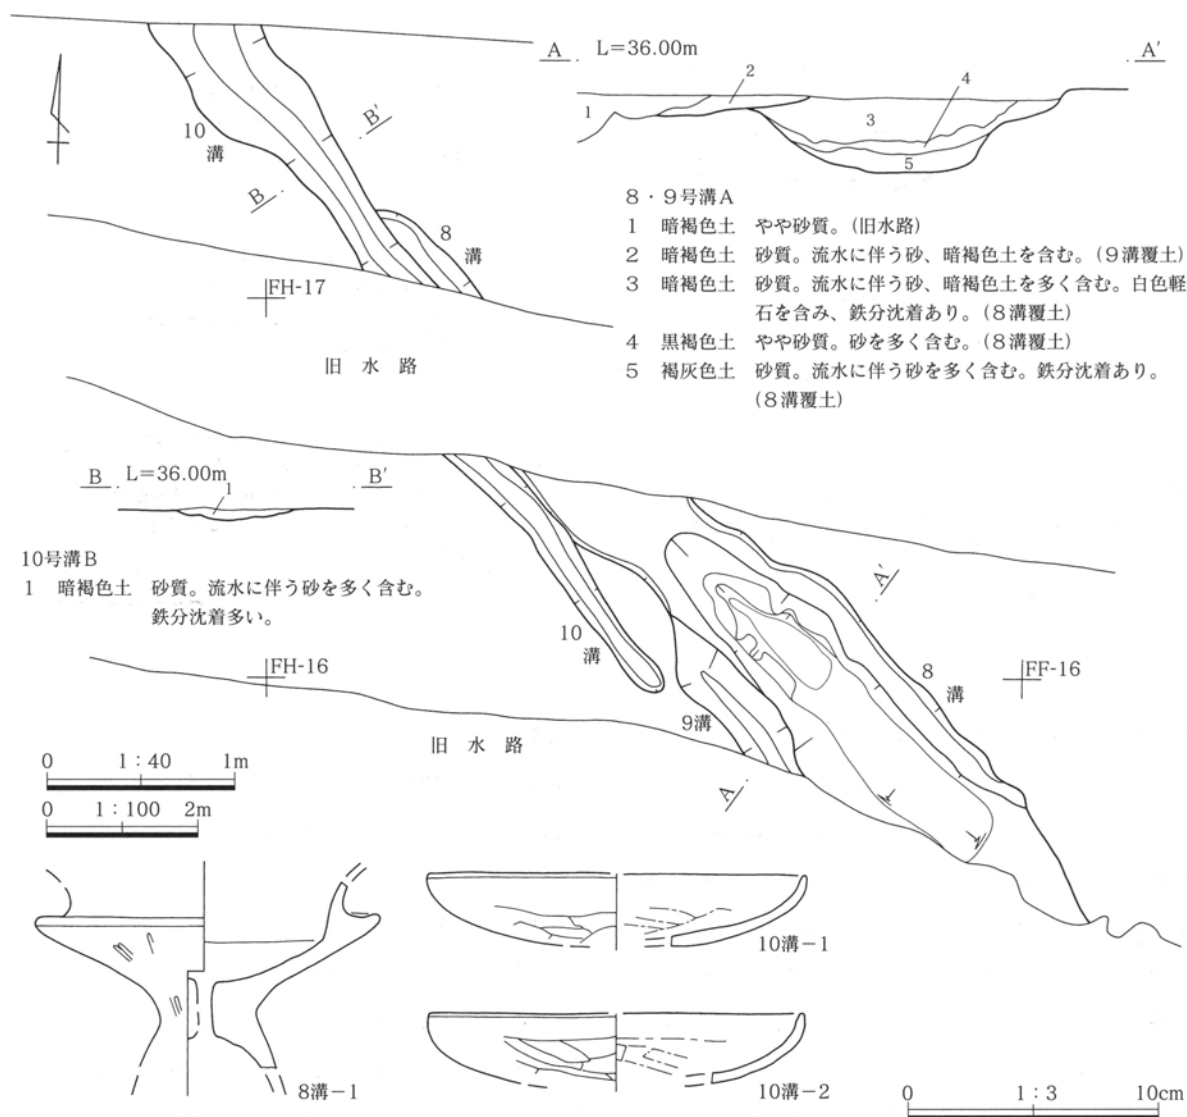 A L=36.00m A′
2
4
1
3
5
10
溝
B′
B
8
溝
FH-17
旧水路
8・9号溝A
1 暗褐色土 やや砂質。(旧水路)
2 暗褐色土 砂質。流水に伴う砂、暗褐色土を含む。(9溝覆土)
3 暗褐色土 砂質。流水に伴う砂、暗褐色土を多く含む。白色軽
石を含み、鉄分沈着あり。(8溝覆土)
4 黒褐色土 やや砂質。砂を多く含む。(8溝覆土)
5 褐灰色土 砂質。流水に伴う砂を多く含む。鉄分沈着あり。
(8溝覆土)
B L=36.00m B′
1
10号溝B
1 暗褐色土 砂質。流水に伴う砂を多く含む。
鉄分沈着多い。
A′
10
溝
8
溝
FH-16
FF-16
9溝
旧水路
A
0 1:40 1m
0 1:100 2m
8溝-1
10溝-1
10溝-2
0 1:3 10cm